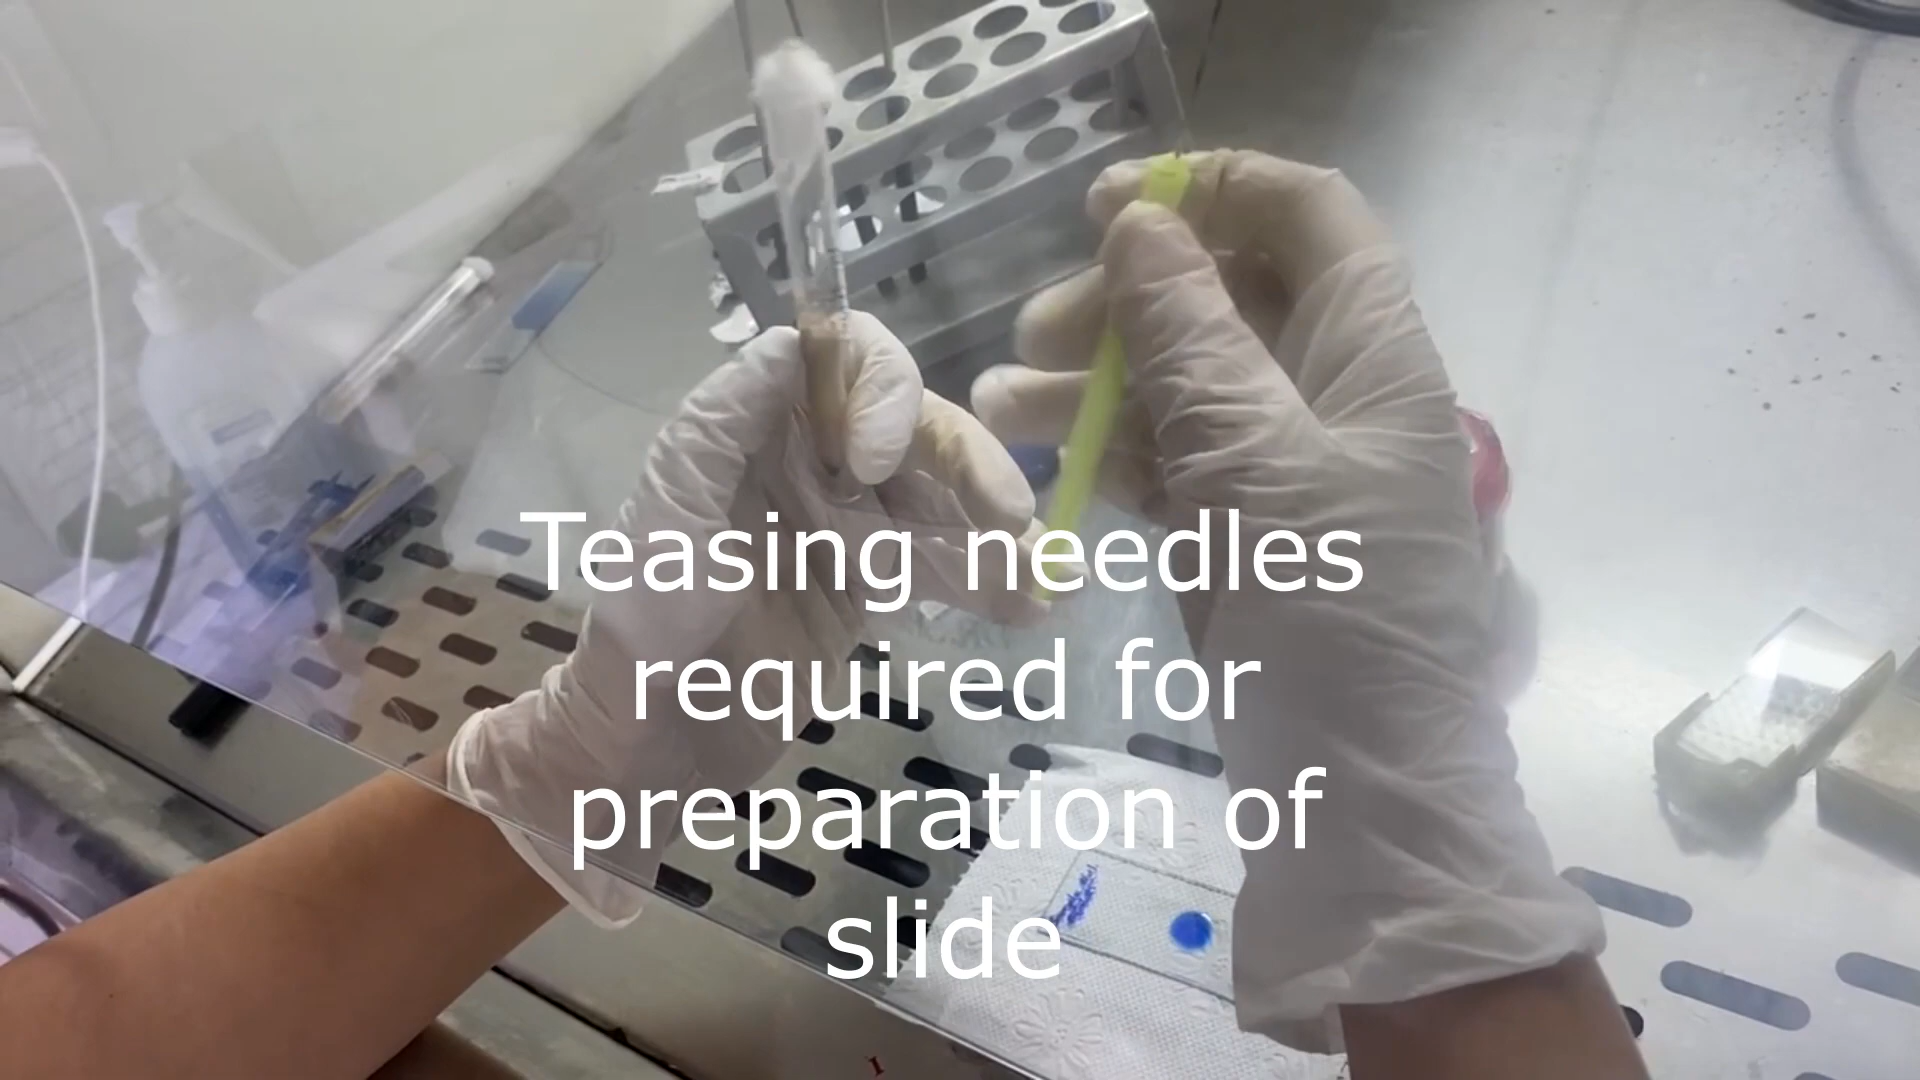 Teasing needles
required for
preparation of
slide